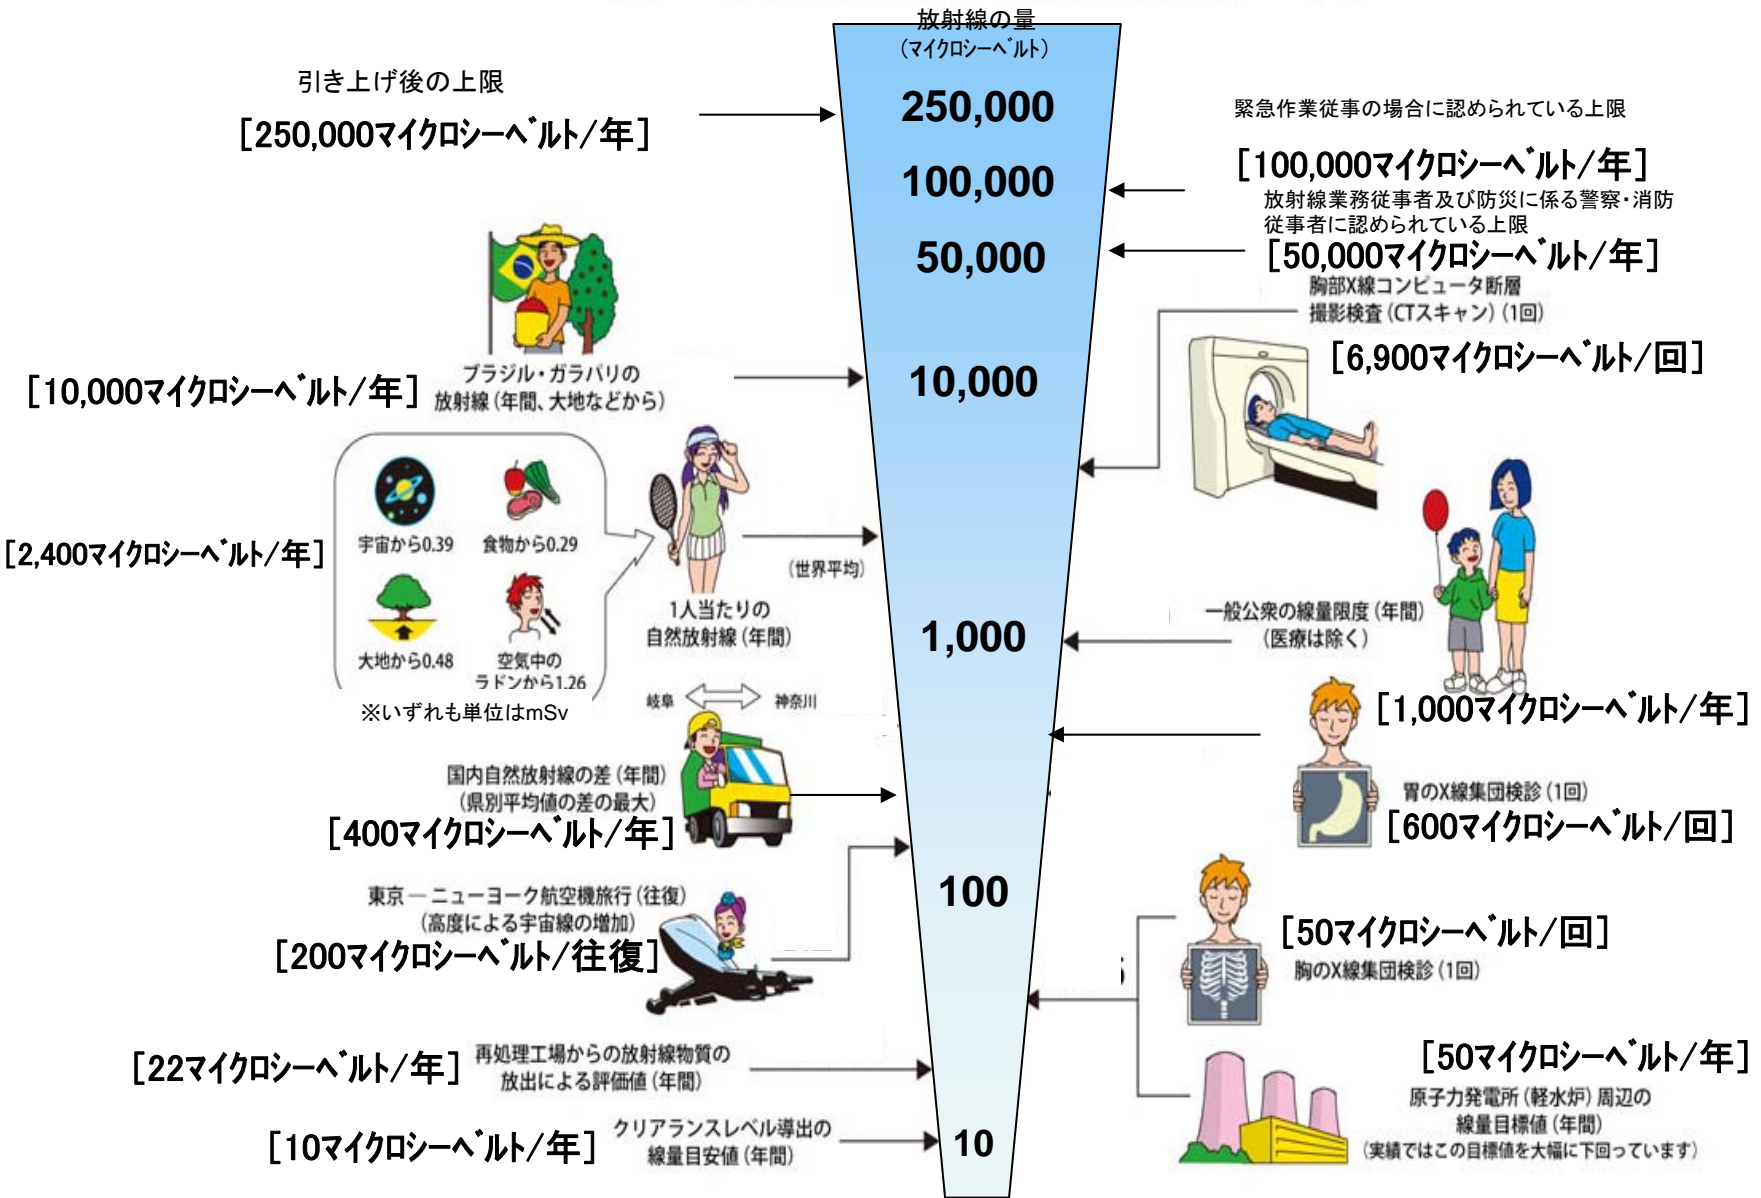 放射線の量
（マイクロシーベルト）
250,000
100,000
50,000
10,000
1,000
100
10
引き上げ後の上限
[250,000マイクロシーベルト/年]
ブラジル・ガラパリの
放射線（年間、大地などから）
[10,000マイクロシーベルト/年]
宇宙から0.39
食物から0.29
大地から0.48
空気中の
ラドンから1.26
※いずれも単位はmSv
[2,400マイクロシーベルト/年]
（世界平均）
1人当たりの
自然放射線（年間）
岐阜
神奈川
国内自然放射線の差（年間）
（県別平均値の差の最大）
[400マイクロシーベルト/年]
東京―ニューヨーク航空機旅行（往復）
（高度による宇宙線の増加）
[200マイクロシーベルト/往復]
[22マイクロシーベルト/年]
再処理工場からの放射線物質の
放出による評価値（年間）
[10マイクロシーベルト/年]
クリアランスレベル導出の
線量目安値（年間）
緊急作業従事の場合に認められている上限
[100,000マイクロシーベルト/年]
放射線業務従事者及び防災に係る警察・消防
従事者に認められている上限
[50,000マイクロシーベルト/年]
胸部X線コンピュータ断層
撮影検査（CTスキャン）（1回）
[6,900マイクロシーベルト/回]
一般公衆の線量限度（年間）
（医療は除く）
[1,000マイクロシーベルト/年]
胃のX線集団検診（1回）
[600マイクロシーベルト/回]
[50マイクロシーベルト/回]
胸のX線集団検診（1回）
[50マイクロシーベルト/年]
原子力発電所（軽水炉）周辺の
線量目標値（年間）
（実績ではこの目標値を大幅に下回っています）